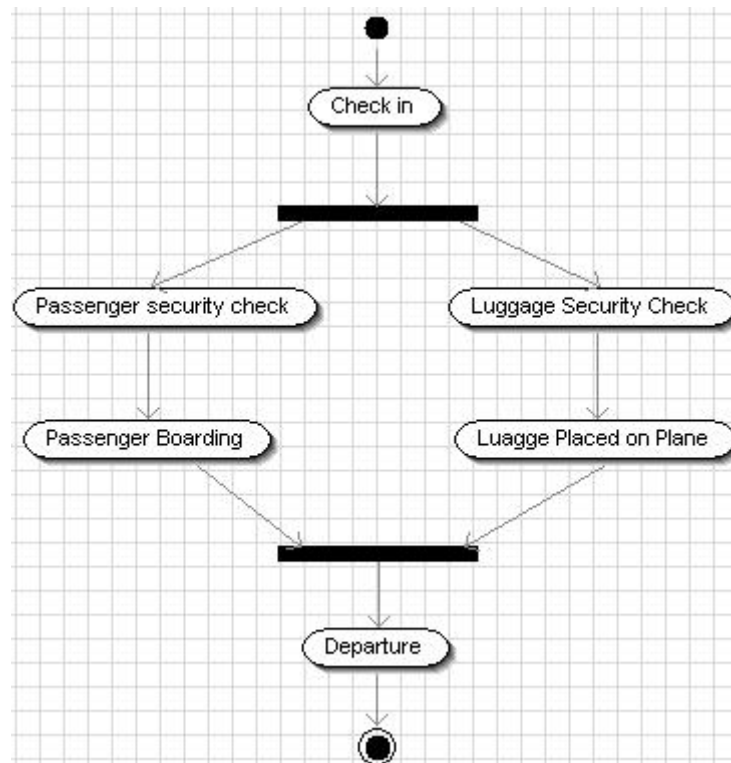 Check in
Passenger security check
Luggage Security Check
Passenger Boarding
Luagge Placed on Plane
Departure